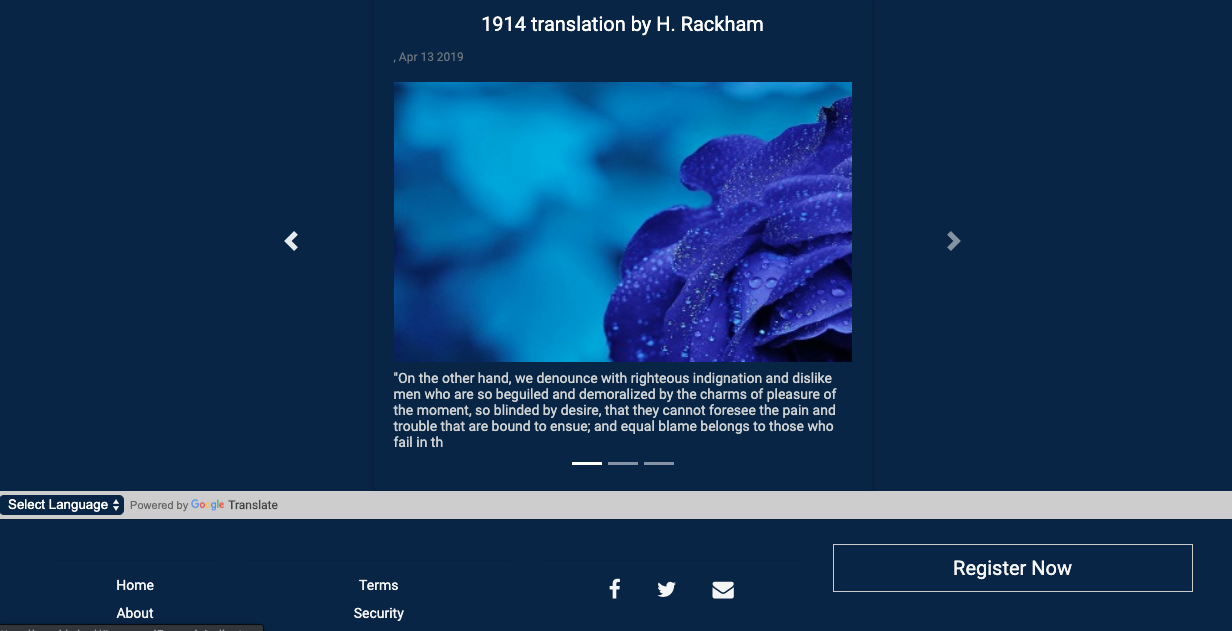 1914 translation by H. Rackham
, Apr 13 2019
"On the other hand, we denounce with righteous indignation and dislike
men who are so beguiled and demoralized by the charms of pleasure of
the moment, so blinded by desire, that they cannot foresee the pain and
trouble that are bound to ensue; and equal blame belongs to those who
fail in th
Select Language Powered by Google Translate
Register Now
Home Terms
About Security